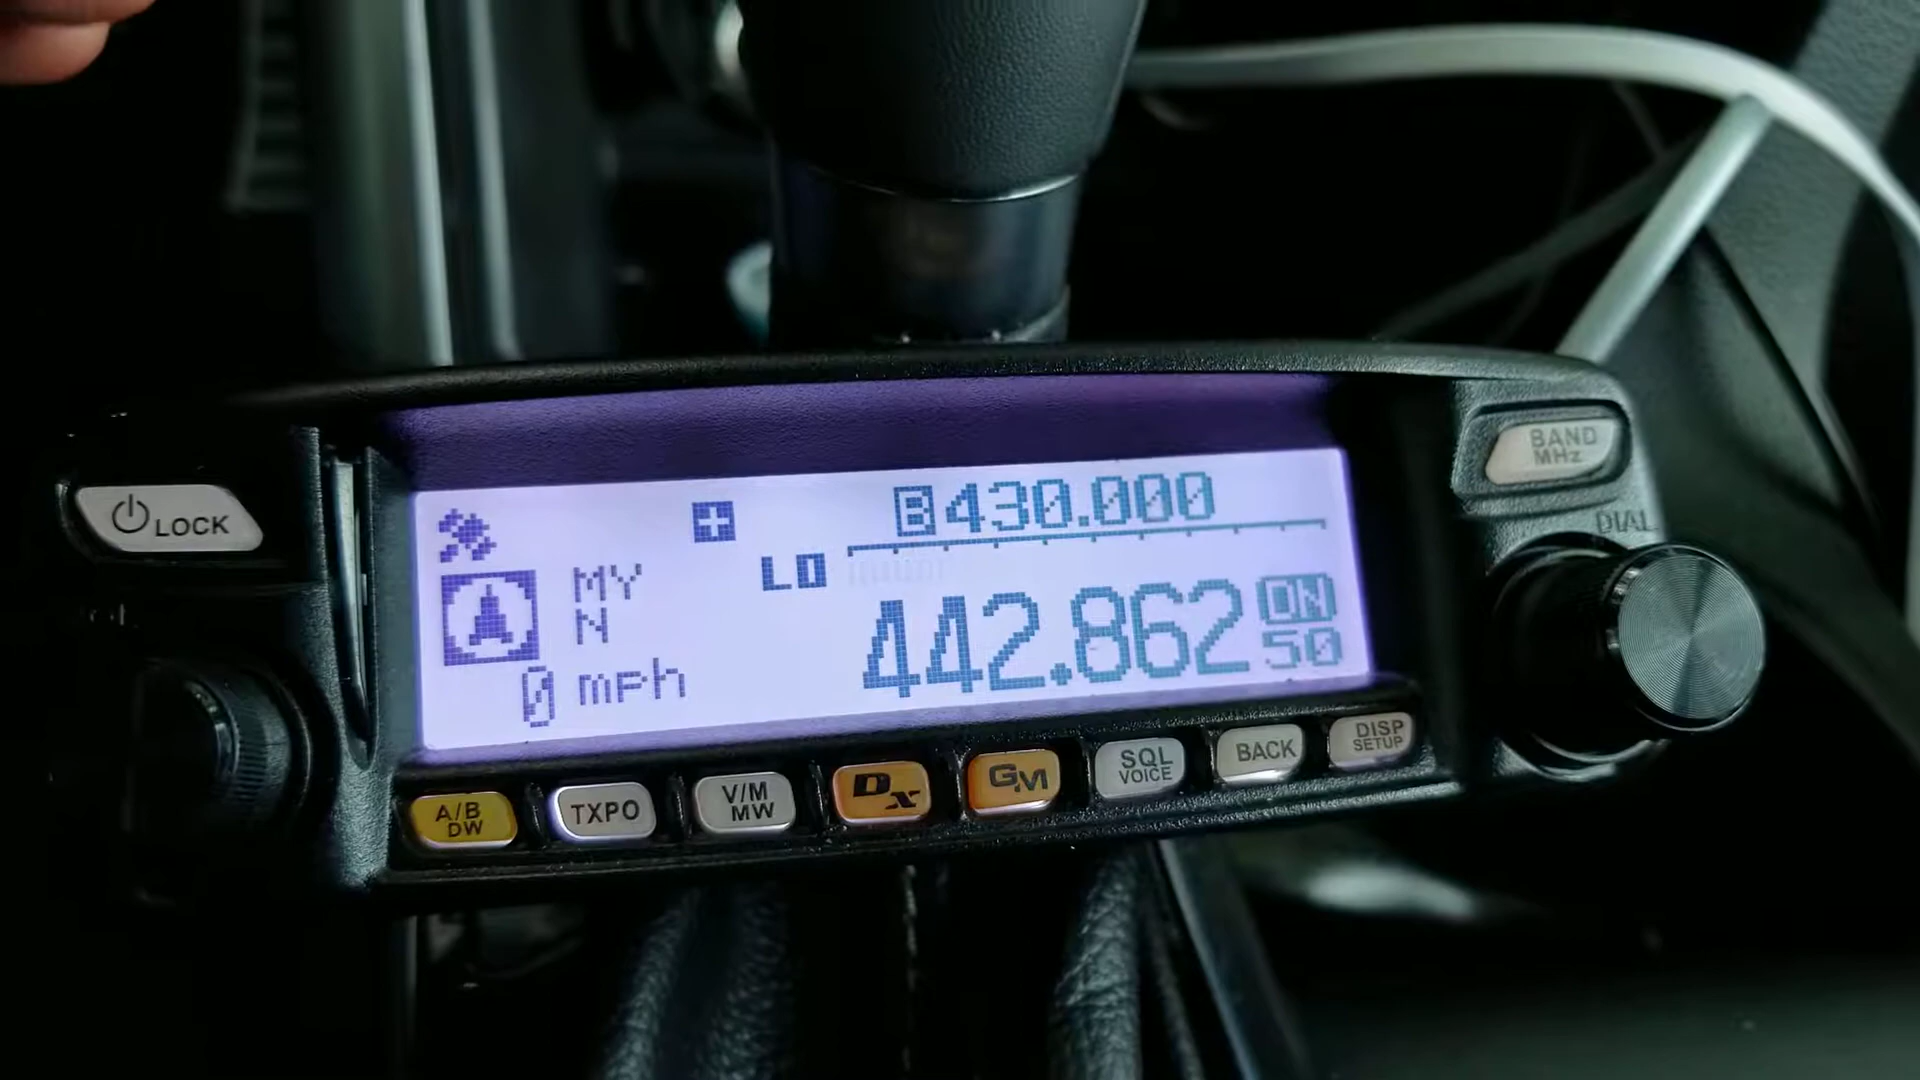 LOCK
BAND
MHz
DIAL
+
B 430.000
LO
MY
N
0 mph
442.862
DN
50
A/B
DW
TXPO
V/M
MW
Dx
GM
SQL
VOICE
BACK
DISP
SETUP